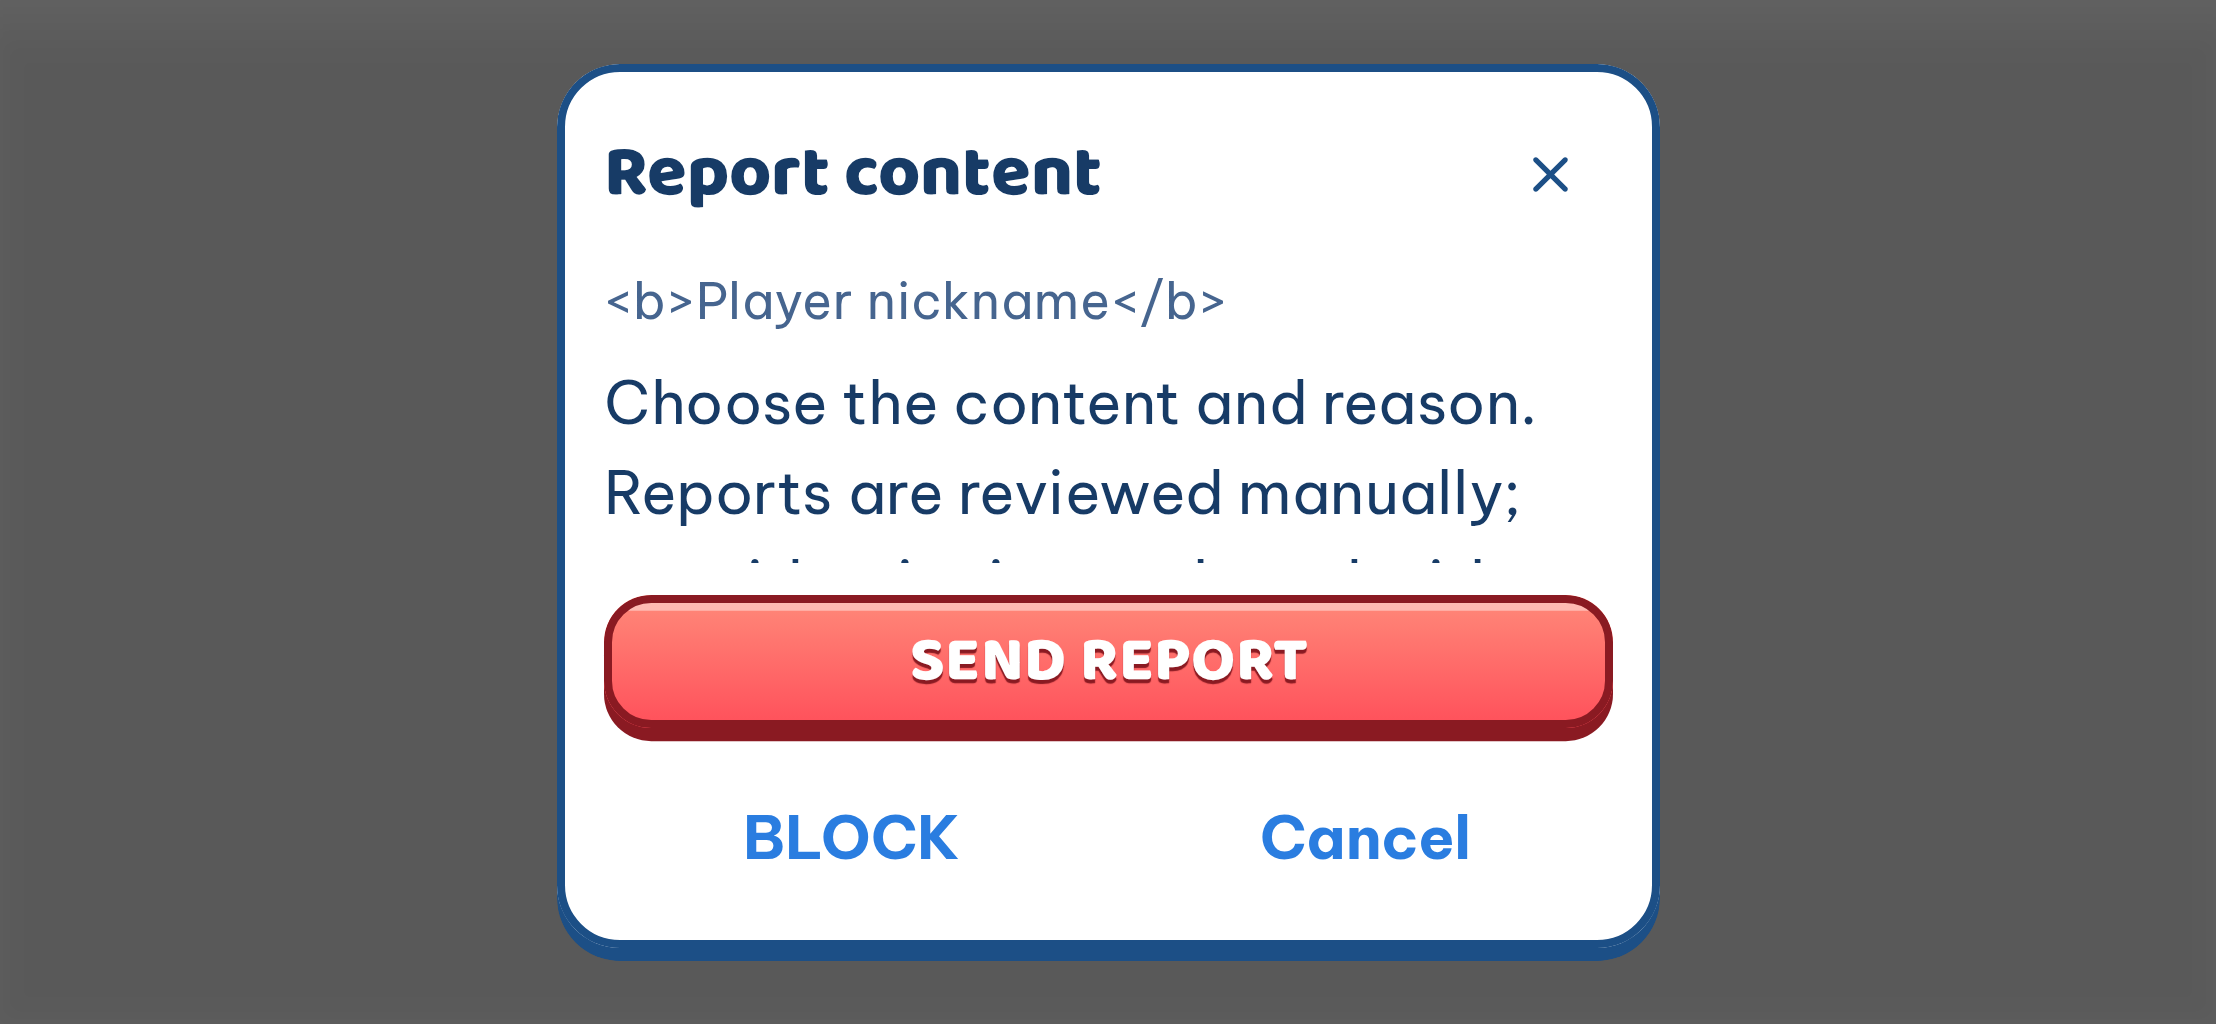 Report content
<b>Player nickname</b>
Choose the content and reason.
Reports are reviewed manually;
SEND REPORT
BLOCK
Cancel